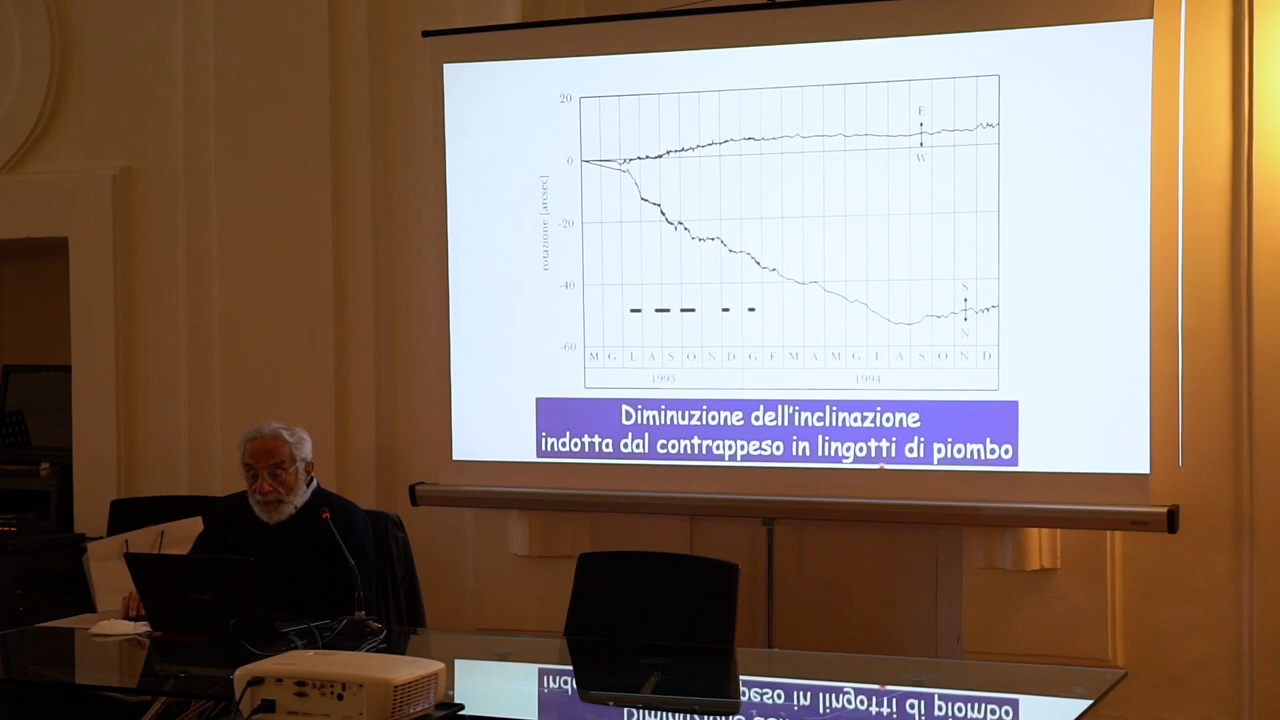 20
E
0
W
rotazione [arcsec]
-20
-40
S
N
-60
M G L A S O N D G F M A M G L A S O N D
1993 1994
Diminuzione dell'inclinazione
indotta dal contrappeso in lingotti di piombo